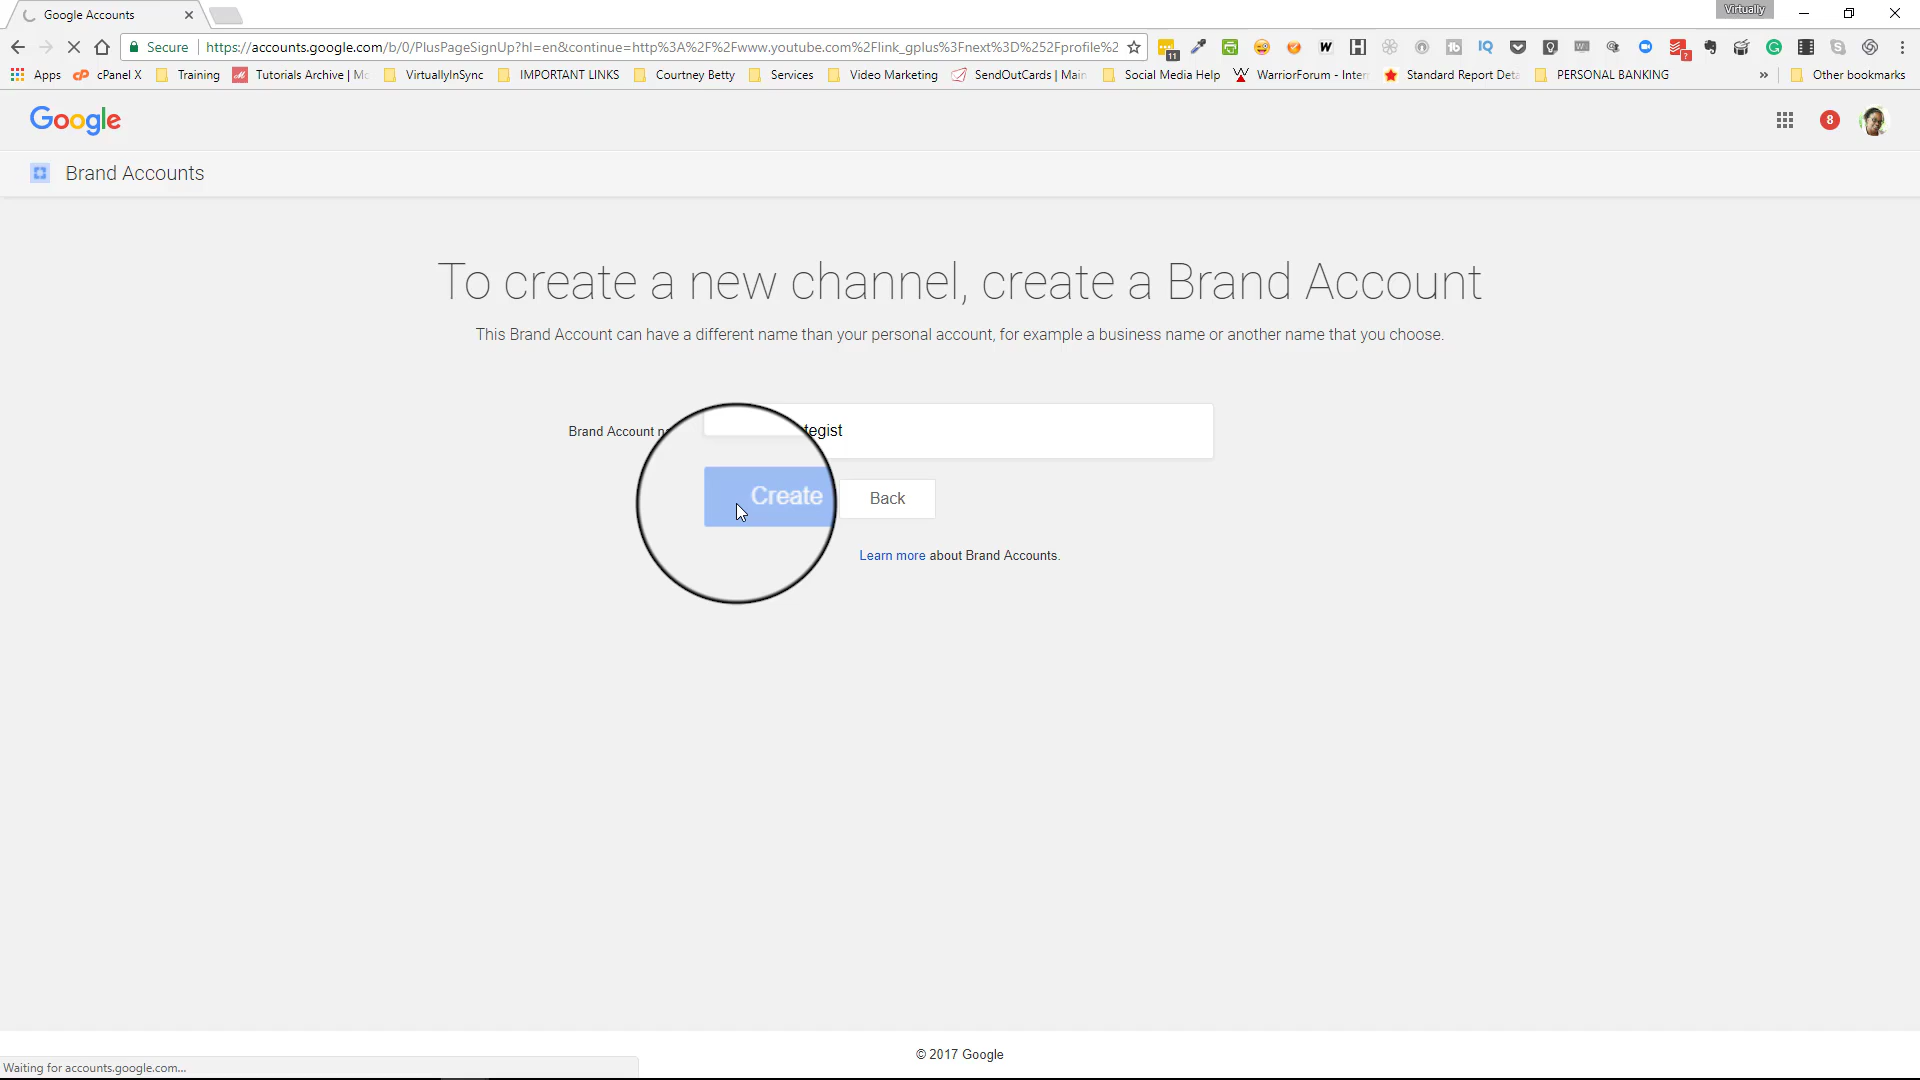 Google Accounts
Virtually
Secure https://accounts.google.com/b/0/PlusPageSignUp?hl=en&continue=http%3A%2F%2Fwww.youtube.com%2Flink_gplus%3Fnext%3D%252Fprofile%2
Apps cPanel X Training Tutorials Archive | Mo VirtuallyInSync IMPORTANT LINKS Courtney Betty Services Video Marketing SendOutCards | Main Social Media Help WarriorForum - Inter Standard Report Deta PERSONAL BANKING » Other bookmarks
Google 8
Brand Accounts
To create a new channel, create a Brand Account
This Brand Account can have a different name than your personal account, for example a business name or another name that you choose.
Brand Account tegist
Create Back
Learn more about Brand Accounts.
© 2017 Google
Waiting for accounts.google.com...